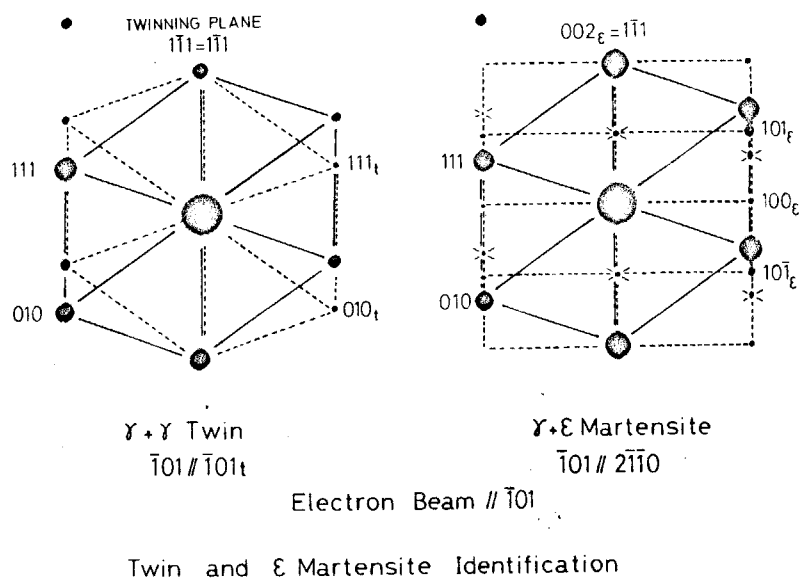 TWINNING PLANE
11̄1=11̄1
111
111t
010
010t
γ+γ Twin
1̄01//1̄01t
002ε=11̄1
111
101ε
100ε
101̄ε
010
γ+ε Martensite
1̄01//21̄1̄0
Electron Beam//1̄01
Twin and ε Martensite Identification